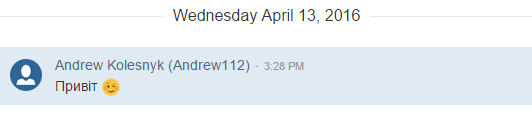 Wednesday April 13, 2016
Andrew Kolesnyk (Andrew112) · 3:28 PM
Привіт 😉